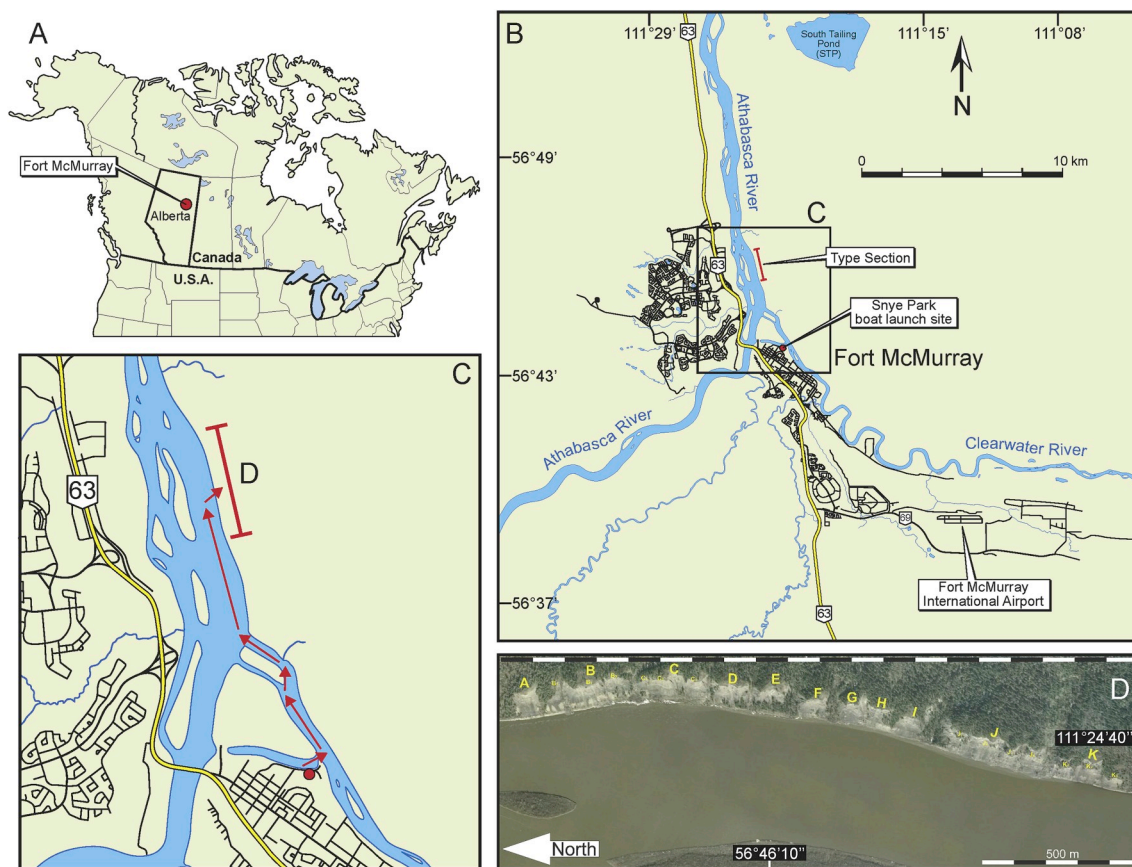 A
Fort McMurray
Alberta
Canada
U.S.A.
B
111°29'
63
South Tailing
Pond
(STP)
111°15'
111°08'
N
Athabasca River
56°49'
0
10 km
C
63
Type Section
Snye Park
boat launch site
Fort McMurray
56°43'
Athabasca River
Clearwater River
69
Fort McMurray
International Airport
56°37'
63
C
63
D
D
A
B
C
D
E
F
G
H
I
J
K
111°24'40"
56°46'10"
North
500 m